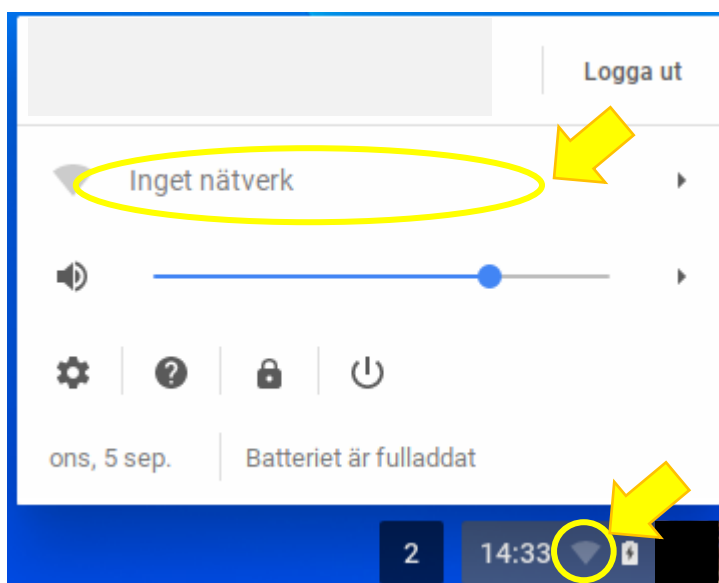 Logga ut
Inget nätverk
ons, 5 sep.
Batteriet är fulladdat
2
14:33